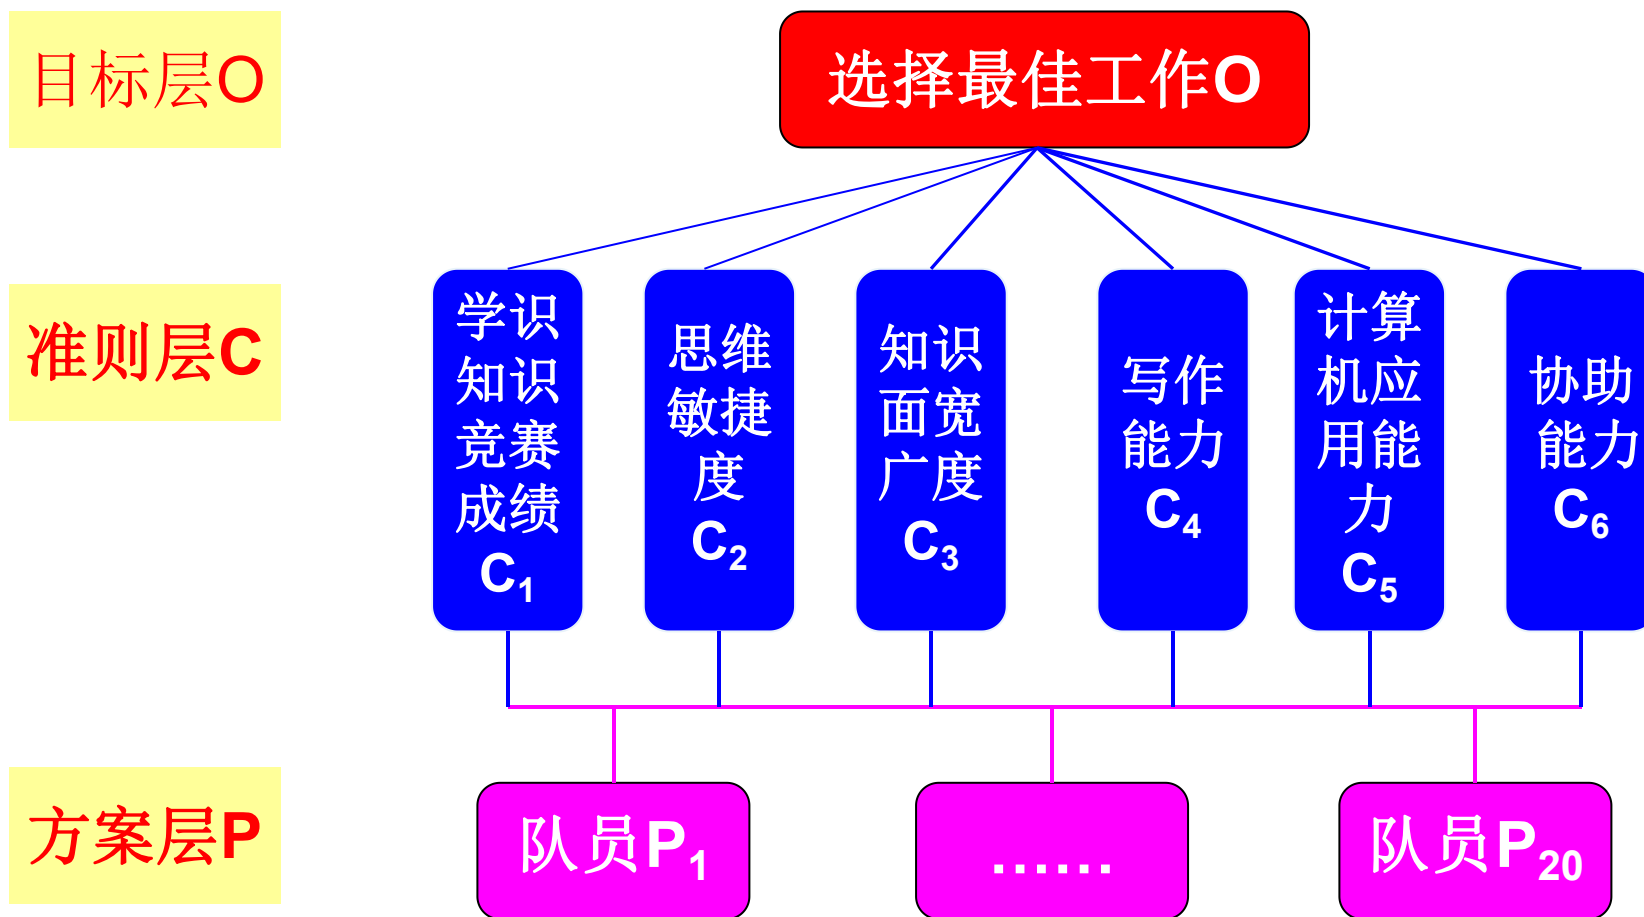 目标层O
选择最佳工作O
准则层C
学识
知识
竞赛
成绩
C₁
思维
敏捷
度
C₂
知识
面宽
广度
C₃
写作
能力
C₄
计算
机应
用能
力
C₅
协助
能力
C₆
方案层P
队员P₁
……
队员P₂₀